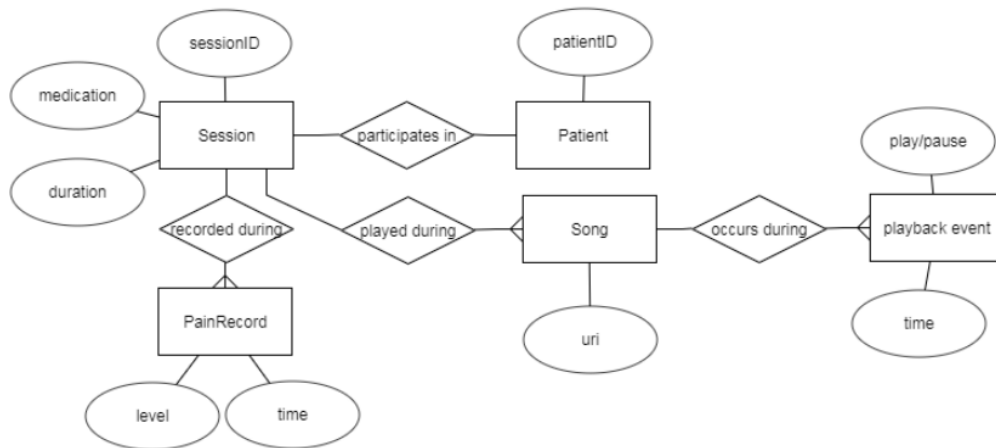 sessionID
patientID
medication
Session
participates in
Patient
play/pause
duration
recorded during
played during
Song
occurs during
playback event
PainRecord
uri
time
level
time